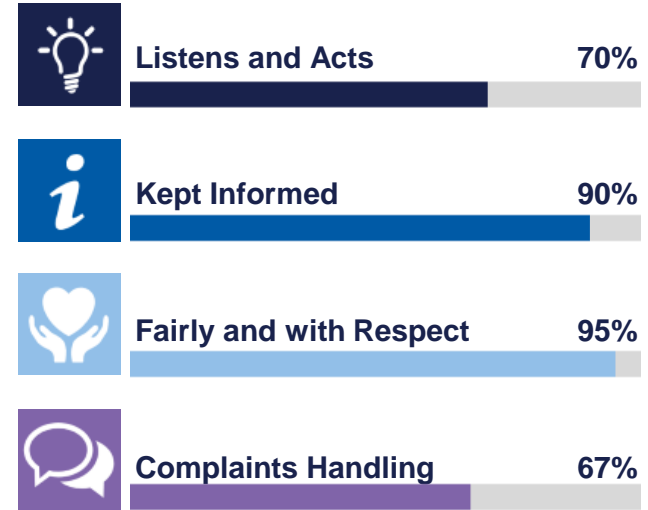 Listens and Acts 70%
Kept Informed 90%
Fairly and with Respect 95%
Complaints Handling 67%